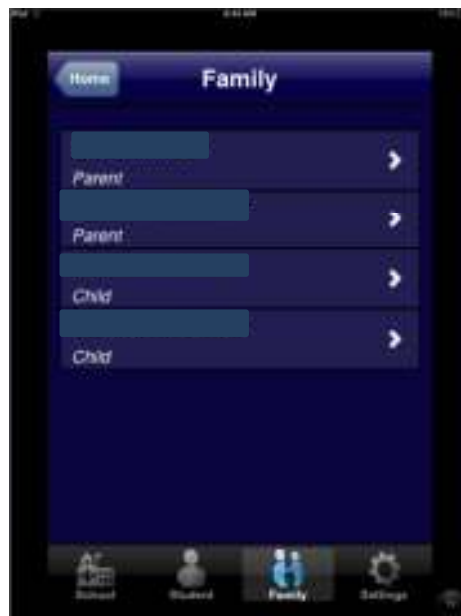 Home
Family
Parent
Parent
Child
Child
School
Student
Family
Settings